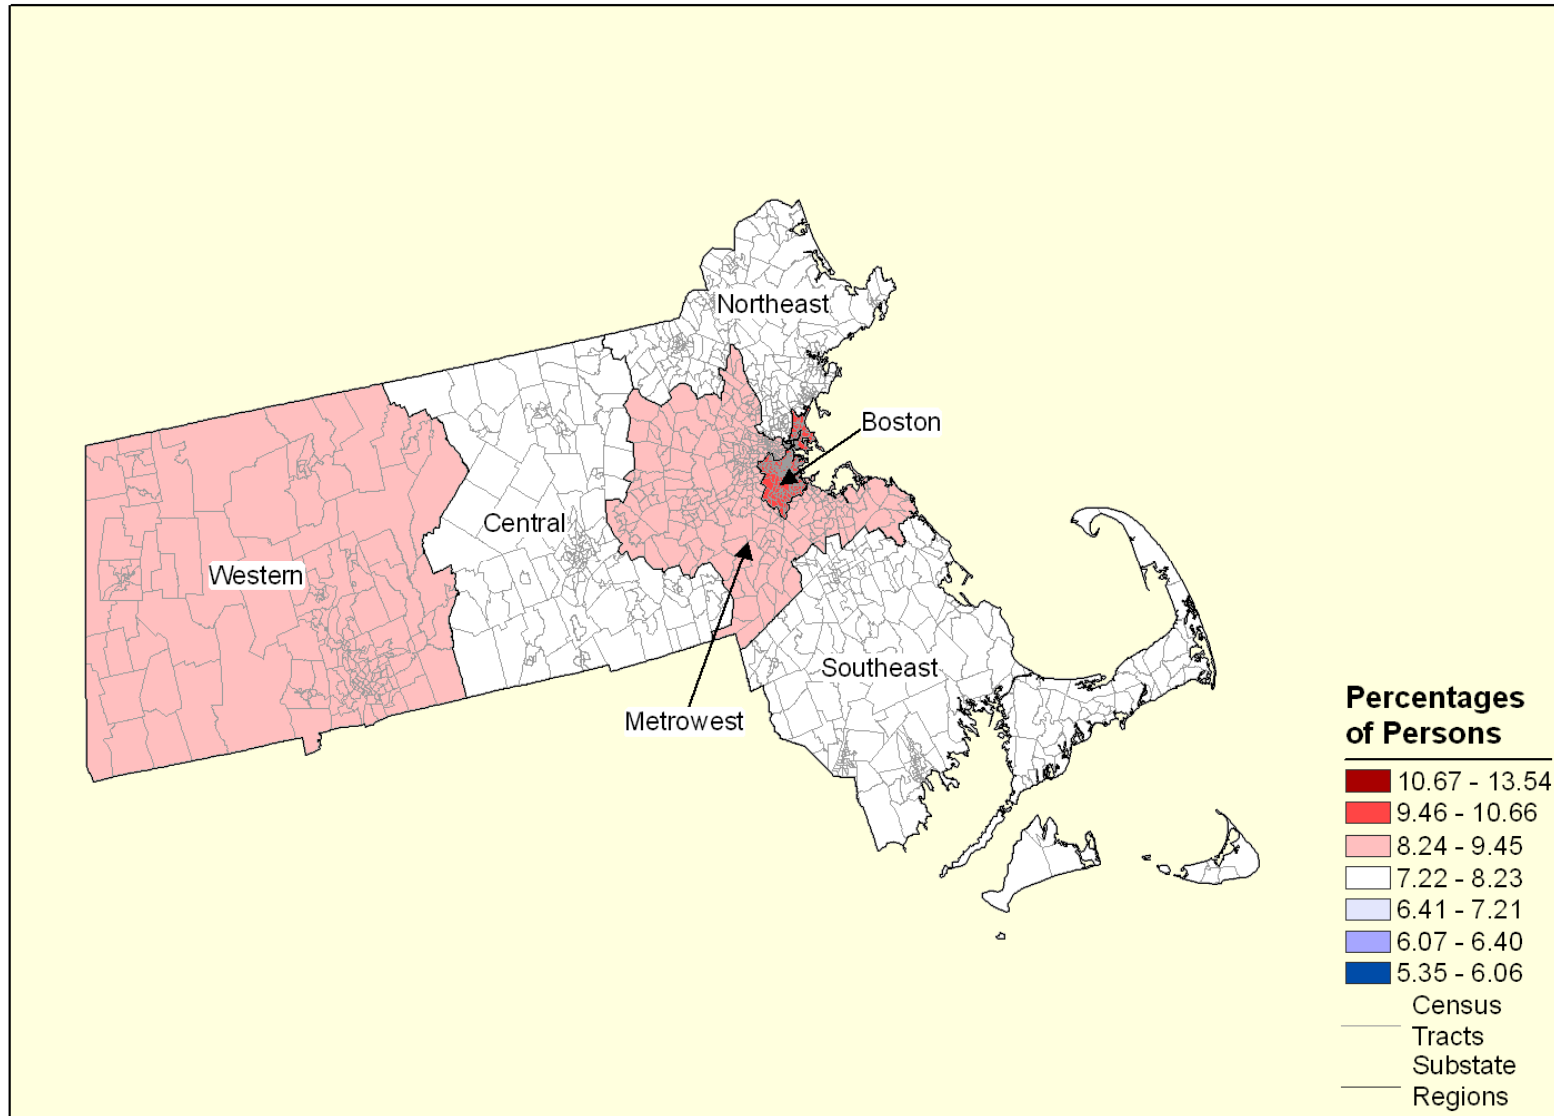 Northeast
Boston
Central
Western
Southeast
Metrowest
Percentages
of Persons
10.67 - 13.54
9.46 - 10.66
8.24 - 9.45
7.22 - 8.23
6.41 - 7.21
6.07 - 6.40
5.35 - 6.06
Census
Tracts
Substate
Regions